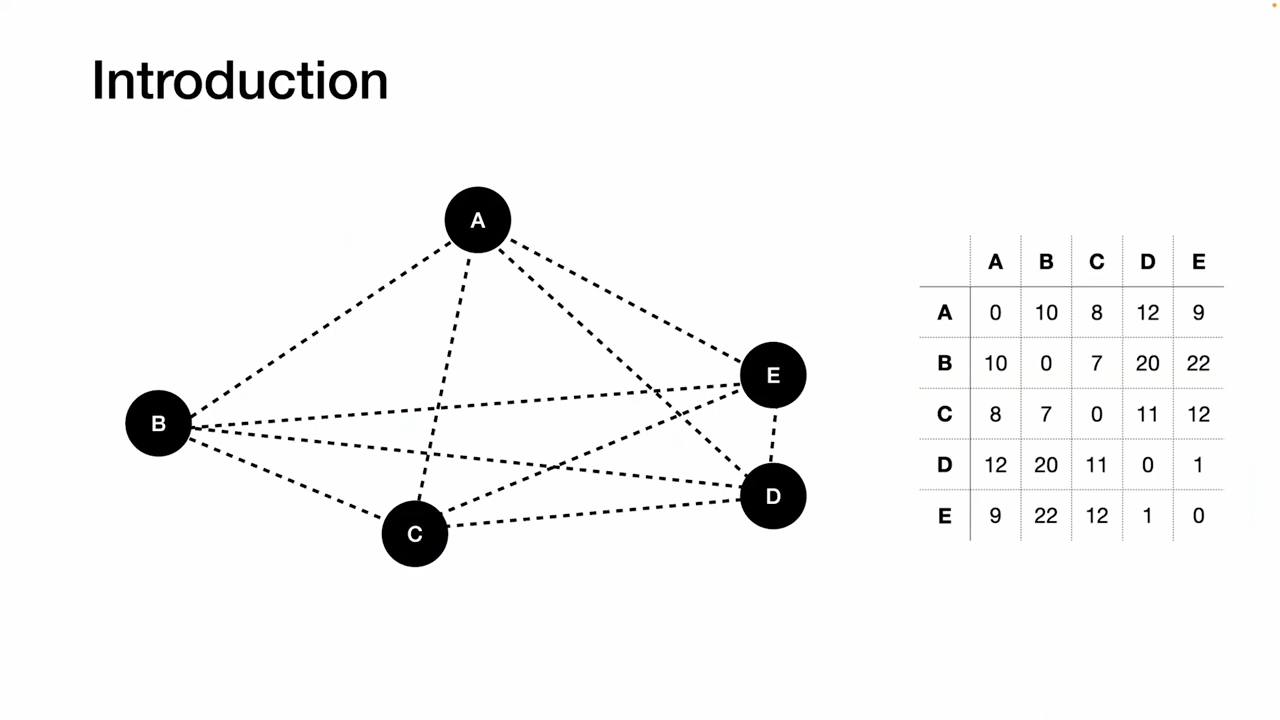 Introduction
A
B
C
D
E
A B C D E
A 0 10 8 12 9
B 10 0 7 20 22
C 8 7 0 11 12
D 12 20 11 0 1
E 9 22 12 1 0